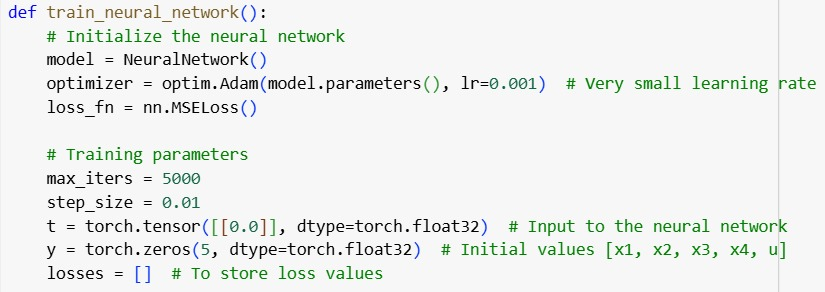 def train_neural_network():
    # Initialize the neural network
    model = NeuralNetwork()
    optimizer = optim.Adam(model.parameters(), lr=0.001)  # Very small learning rate
    loss_fn = nn.MSELoss()

    # Training parameters
    max_iters = 5000
    step_size = 0.01
    t = torch.tensor([[0.0]], dtype=torch.float32)  # Input to the neural network
    y = torch.zeros(5, dtype=torch.float32)  # Initial values [x1, x2, x3, x4, u]
    losses = []  # To store loss values